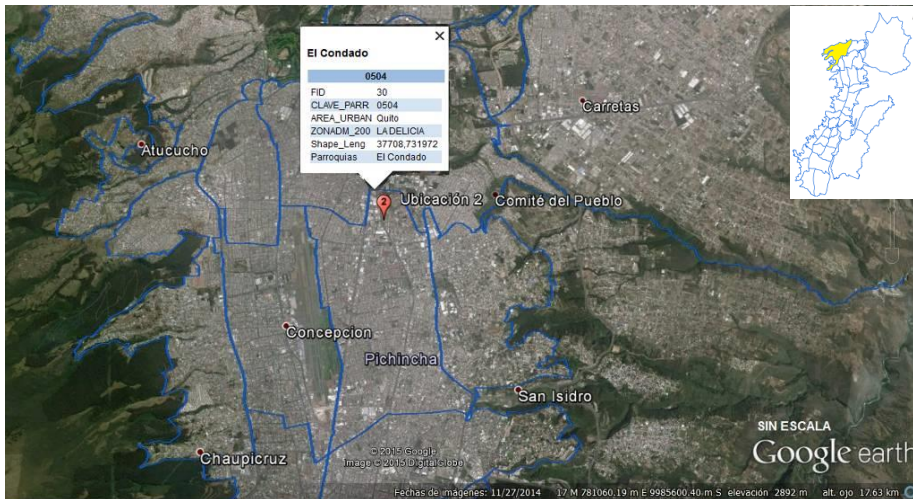 El Condado
0504
FID 30
CLAVE_PARR 0504
AREA_URBAN Quito
ZONADM_200 LA DELICIA
Shape_Leng 37708,731972
Parroquias El Condado
Carretas
Atucucho
2
Ubicación 2
Comité del Pueblo
Concepcion
Pichincha
San Isidro
SIN ESCALA
Google earth
Chaupicruz
© 2015 Google
Image © 2015 DigitalGlobe
Fechas de imágenes: 11/27/2014 17 M 781060.19 m E 9985600.40 m S elevación 2892 m alt. ojo 17.63 km